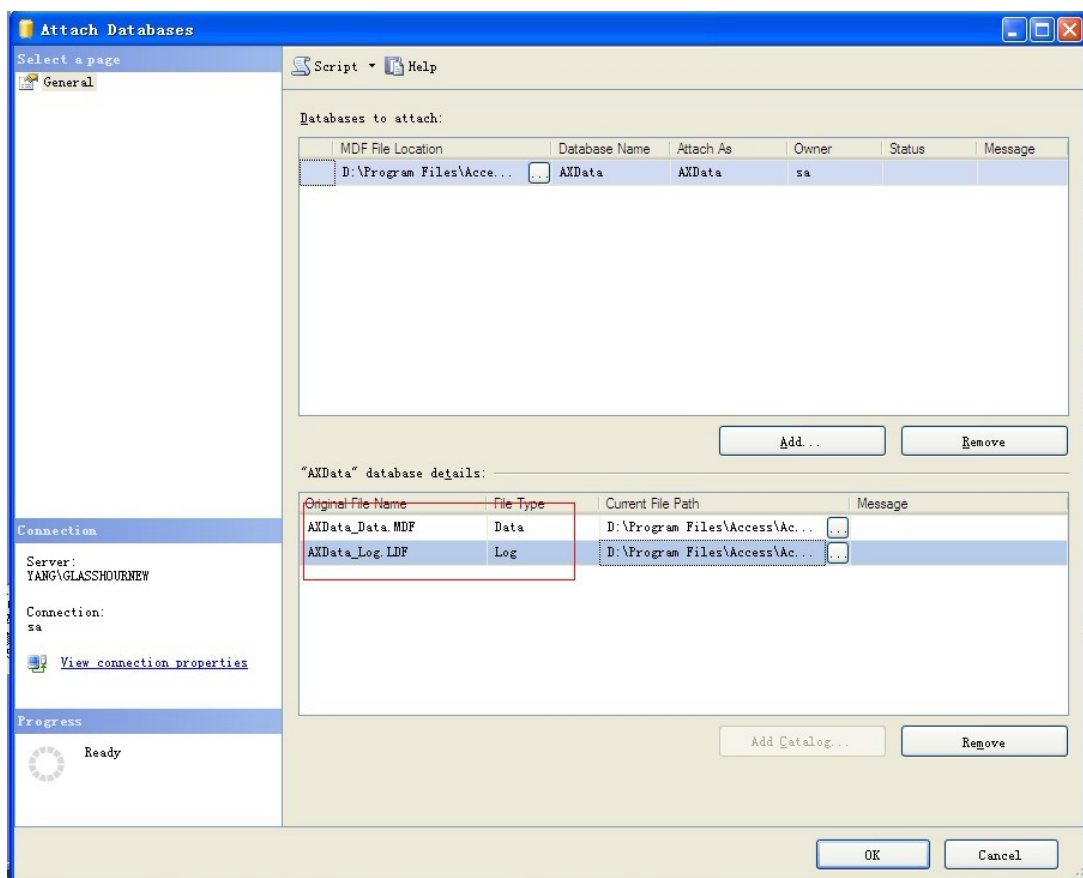 Attach Databases
Select a page
General
Script Help
Databases to attach:
MDF File Location Database Name Attach As Owner Status Message
D:\Program Files\Acce... ... AXData AXData sa
Add... Remove
"AXData" database details:
Original File Name File Type Current File Path Message
AXData_Data.MDF Data D:\Program Files\Access\Ac... ...
AXData_Log.LDF Log D:\Program Files\Access\Ac... ...
Connection
Server:
YANG\GLASSHOURNEW
Connection:
sa
View connection properties
Progress
Ready
Add Catalog... Remove
OK Cancel